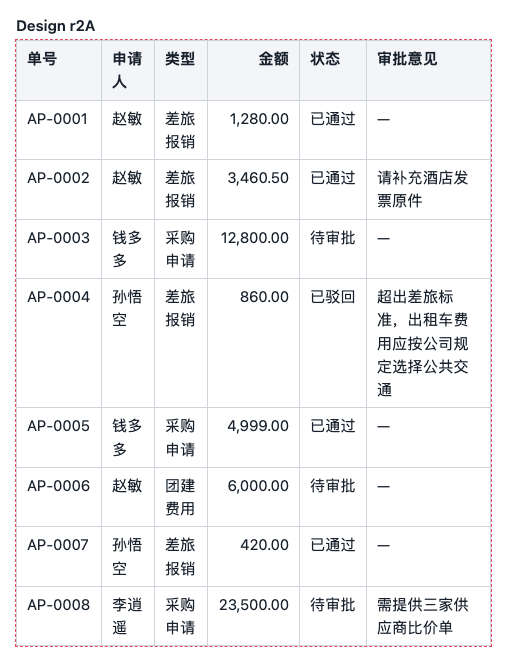 Design r2A
单号 申请人 类型 金额 状态 审批意见
AP-0001 赵敏 差旅报销 1,280.00 已通过 —
AP-0002 赵敏 差旅报销 3,460.50 已通过 请补充酒店发票原件
AP-0003 钱多多 采购申请 12,800.00 待审批 —
AP-0004 孙悟空 差旅报销 860.00 已驳回 超出差旅标准，出租车费用应按公司规定选择公共交通
AP-0005 钱多多 采购申请 4,999.00 已通过 —
AP-0006 赵敏 团建费用 6,000.00 待审批 —
AP-0007 孙悟空 差旅报销 420.00 已通过 —
AP-0008 李逍遥 采购申请 23,500.00 待审批 需提供三家供应商比价单